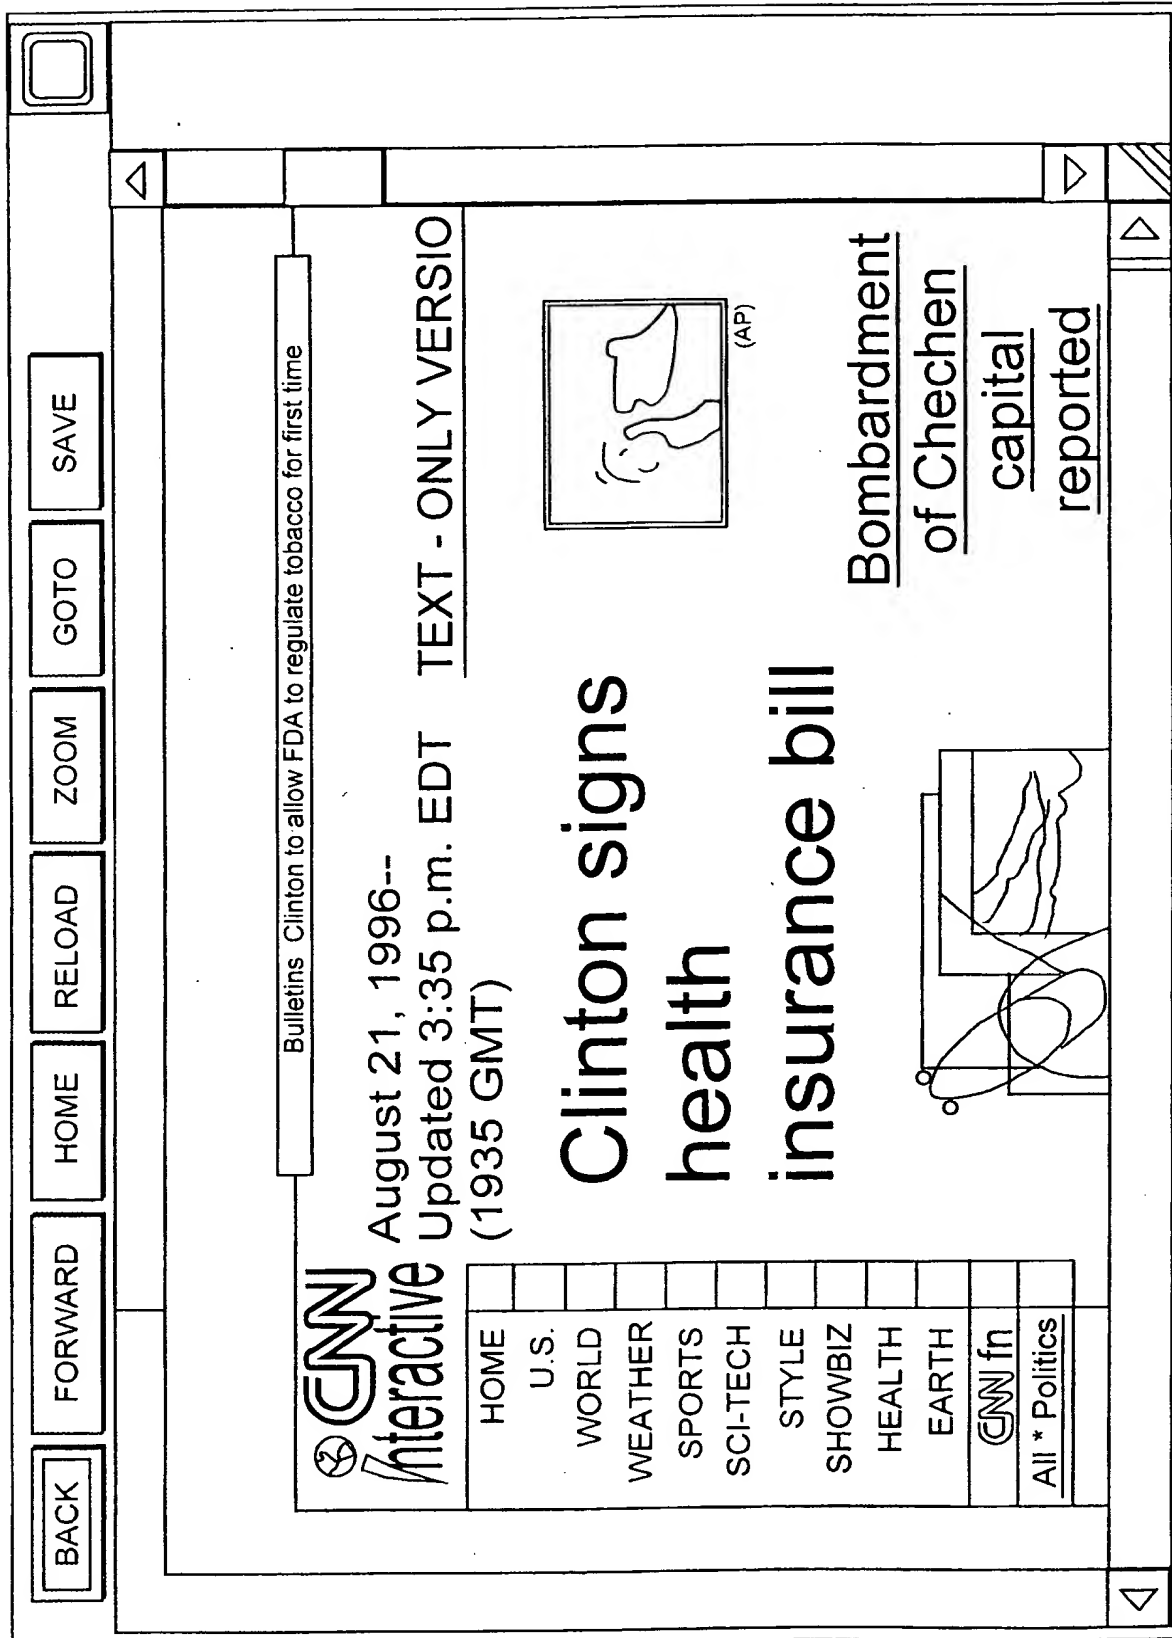 BACK FORWARD HOME RELOAD ZOOM GOTO SAVE
Bulletins Clinton to allow FDA to regulate tobacco for first time
CNN
Interactive
August 21, 1996--
Updated 3:35 p.m. EDT TEXT - ONLY VERSIO
(1935 GMT)
HOME
U.S.
WORLD
WEATHER
SPORTS
SCI-TECH
STYLE
SHOWBIZ
HEALTH
EARTH
CNN fn
All * Politics
Clinton signs
health
insurance bill
(AP)
Bombardment
of Chechen
capital
reported